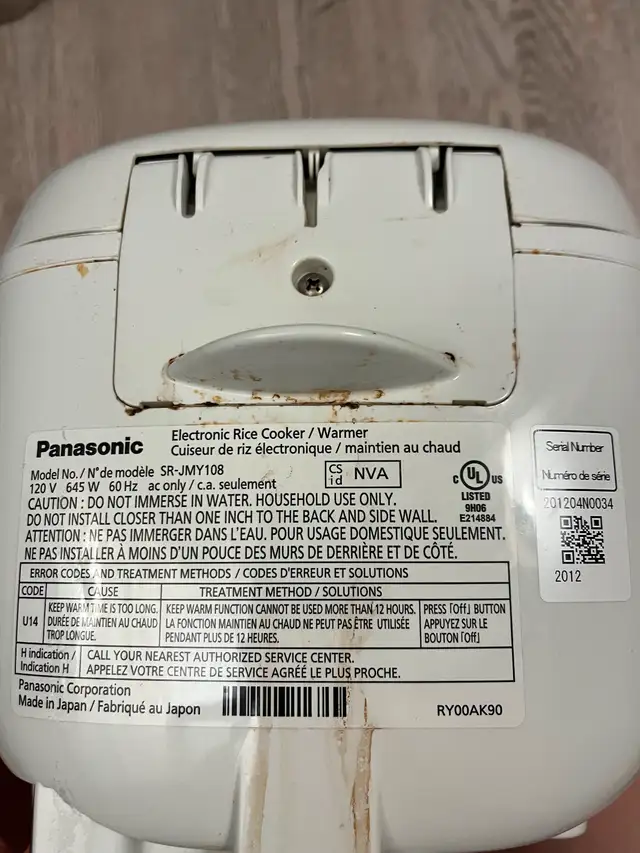 Panasonic
Electronic Rice Cooker / Warmer
Cuiseur de riz électronique / maintien au chaud
Model No. / N° de modèle SR-JMY108
120 V 645 W 60 Hz ac only / c.a. seulement
CS id NVA
C UL US
LISTED
9H06
E214884
CAUTION : DO NOT IMMERSE IN WATER. HOUSEHOLD USE ONLY.
DO NOT INSTALL CLOSER THAN ONE INCH TO THE BACK AND SIDE WALL.
ATTENTION : NE PAS IMMERGER DANS L'EAU. POUR USAGE DOMESTIQUE SEULEMENT.
NE PAS INSTALLER À MOINS D'UN POUCE DES MURS DE DERRIÈRE ET DE CÔTÉ.
ERROR CODES AND TREATMENT METHODS / CODES D'ERREUR ET SOLUTIONS
CODE CAUSE TREATMENT METHOD / SOLUTIONS
U14
KEEP WARM TIME IS TOO LONG.
DURÉE DE MAINTIEN AU CHAUD
TROP LONGUE.
KEEP WARM FUNCTION CANNOT BE USED MORE THAN 12 HOURS.
LA FONCTION MAINTIEN AU CHAUD NE PEUT PAS ÊTRE UTILISÉE
PENDANT PLUS DE 12 HEURES.
PRESS ｢Off｣ BUTTON
APPUYEZ SUR LE
BOUTON ｢Off｣
H indication /
Indication H
CALL YOUR NEAREST AUTHORIZED SERVICE CENTER.
APPELEZ VOTRE CENTRE DE SERVICE AGRÉÉ LE PLUS PROCHE.
Panasonic Corporation
Made in Japan / Fabriqué au Japon
RY00AK90
Serial Number
Numéro de série
201204N0034
2012